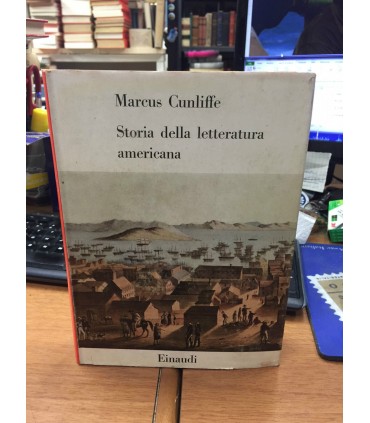 Marcus Cunliffe
Storia della letteratura
americana
Einaudi